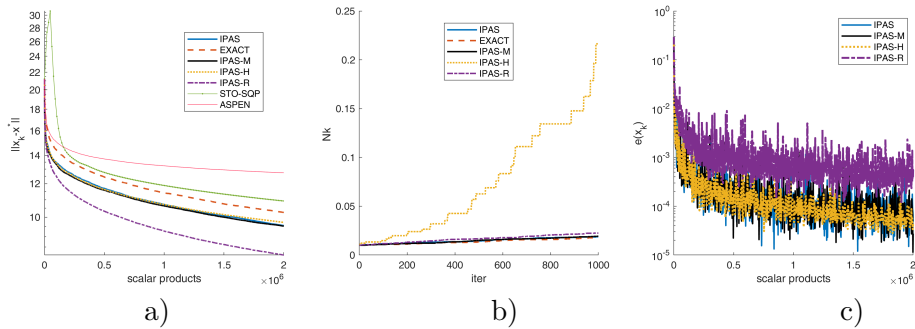 30
28
26
24
22
20
18
16
14
12
10
||x_k-x^*||
IPAS
EXACT
IPAS-M
IPAS-H
IPAS-R
STO-SQP
ASPEN
0
0.5
1
1.5
2
scalar products
×10^6
a)
0.25
0.2
0.15
0.1
0.05
0
Nk
IPAS
EXACT
IPAS-M
IPAS-H
IPAS-R
0
200
400
600
800
1000
iter
b)
10^0
10^-1
10^-2
10^-3
10^-4
10^-5
e(x_k)
IPAS
IPAS-M
IPAS-H
IPAS-R
0
0.5
1
1.5
2
scalar products
×10^6
c)